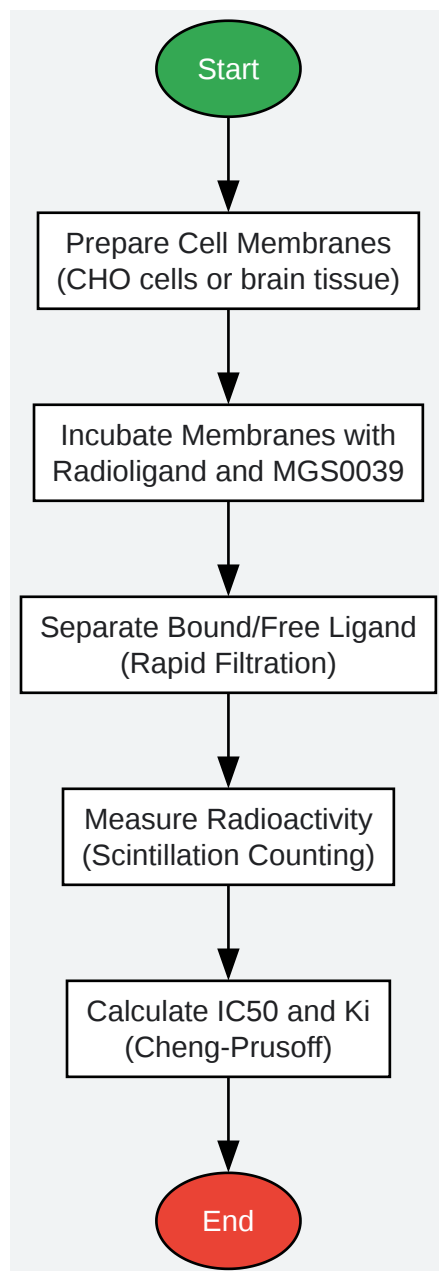 Start
Prepare Cell Membranes
(CHO cells or brain tissue)
Incubate Membranes with
Radioligand and MGS0039
Separate Bound/Free Ligand
(Rapid Filtration)
Measure Radioactivity
(Scintillation Counting)
Calculate IC50 and Ki
(Cheng-Prusoff)
End